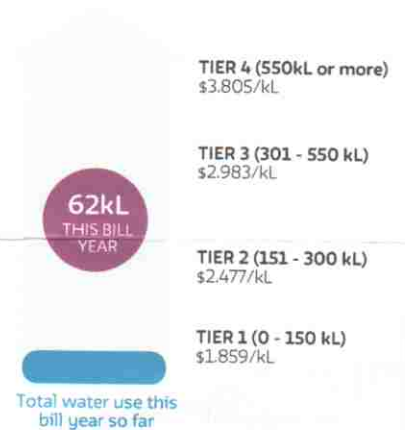 TIER 4 (550kL or more)
$3.805/kL
TIER 3 (301 - 550 kL)
$2.983/kL
62kL
THIS BILL
YEAR
TIER 2 (151 - 300 kL)
$2.477/kL
TIER 1 (0 - 150 kL)
$1.859/kL
Total water use this
bill year so far